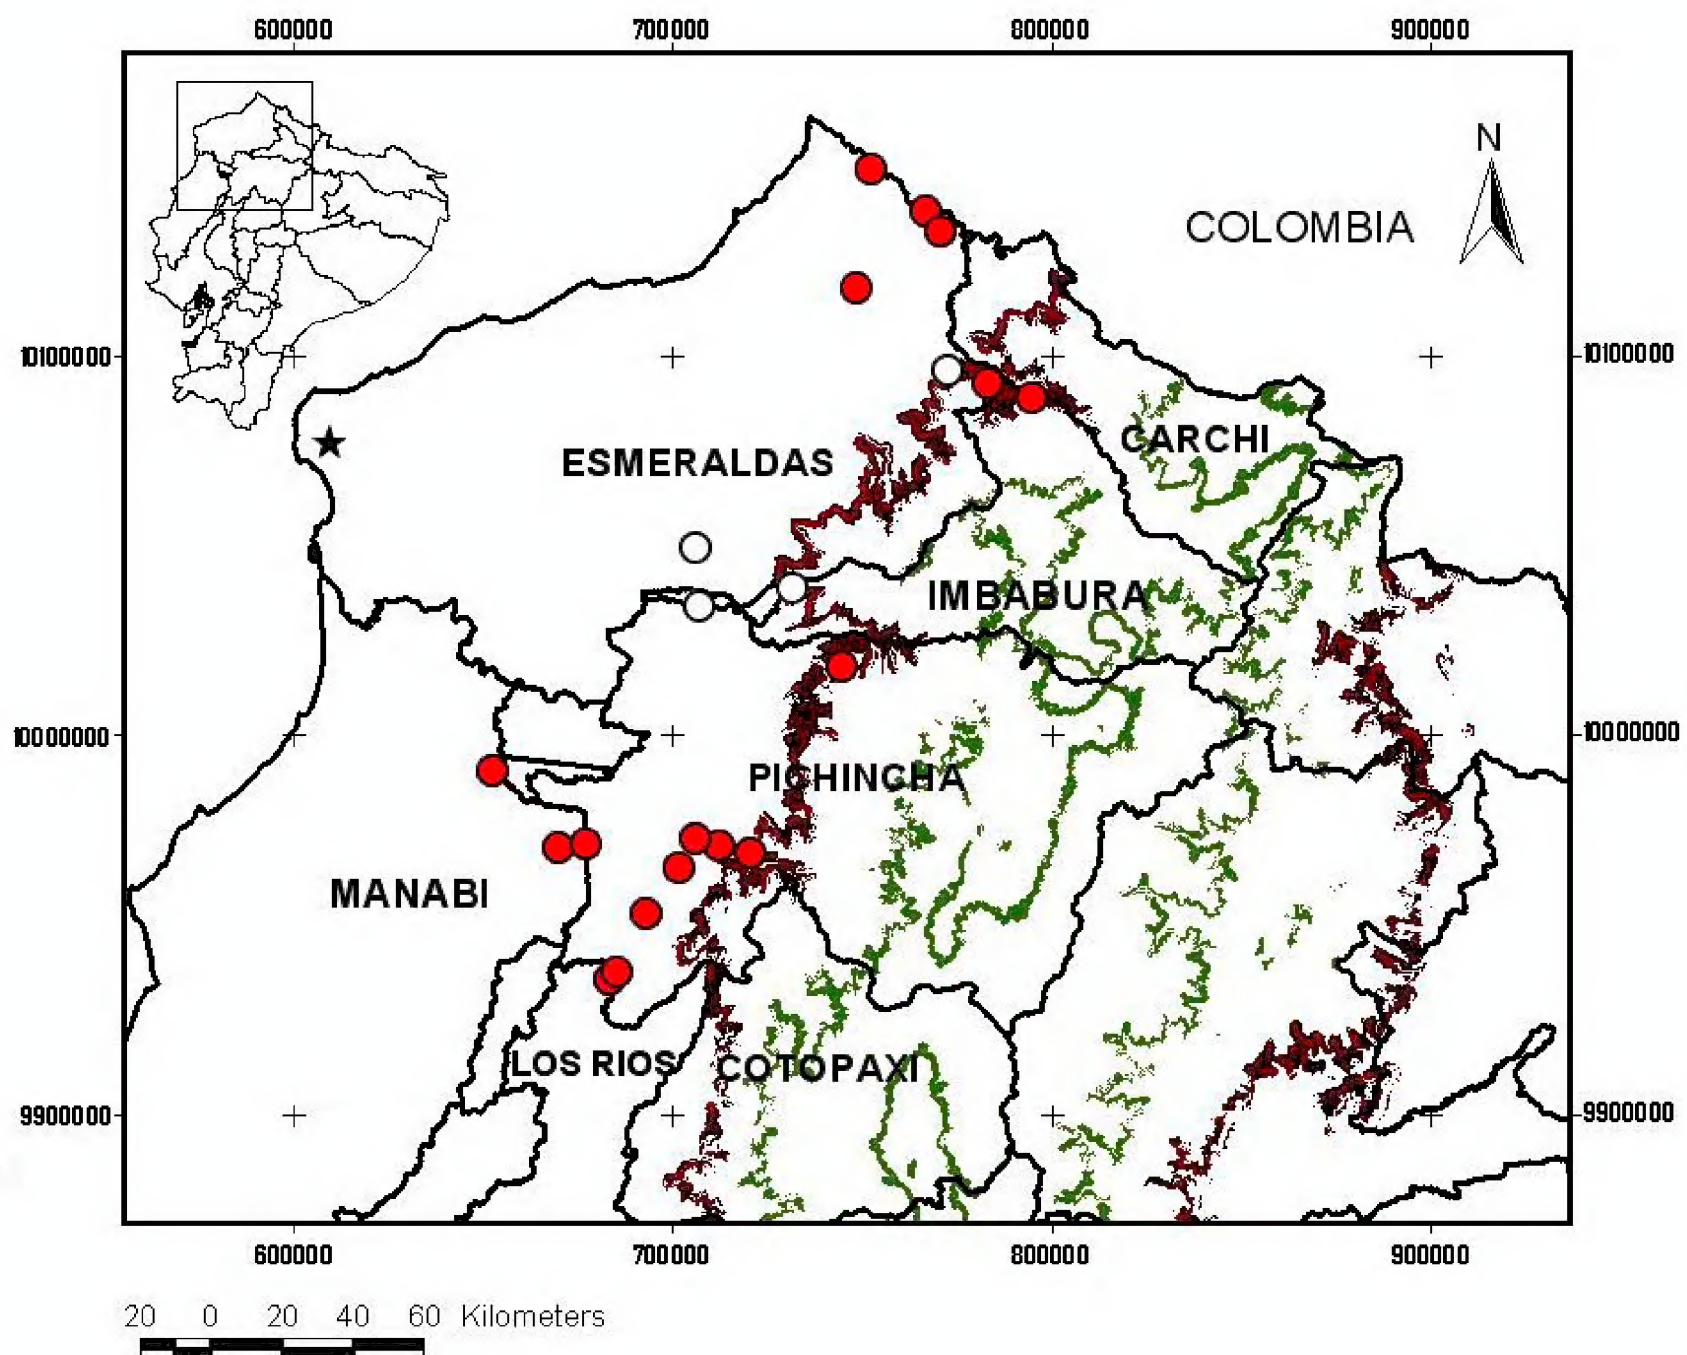 600000 700000 800000 900000
N
COLOMBIA
10100000 10100000
CARCHI
ESMERALDAS
IMBABURA
10000000 10000000
PICHINCHA
MANABI
LOS RIOS COTOPAXI
9900000 9900000
600000 700000 800000 900000
20 0 20 40 60 Kilometers